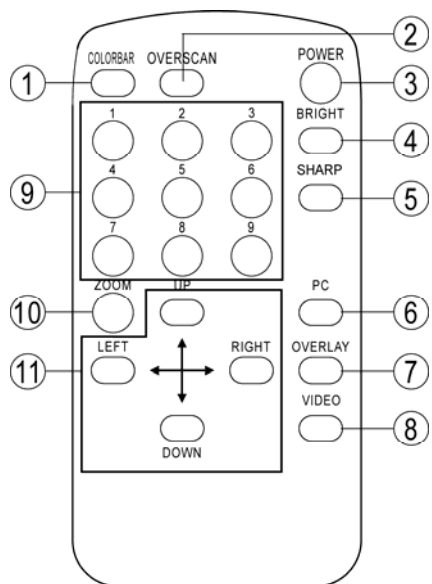 COLORBAR OVERSCAN POWER
2
1
3
BRIGHT
1 2 3
4
4 5 6
SHARP
9
5
7 8 9
ZOOM UP PC
10
6
LEFT RIGHT OVERLAY
11
7
VIDEO
8
DOWN